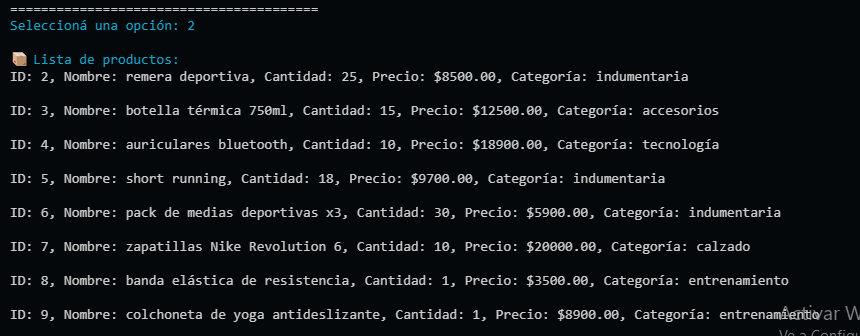 ========================================
Seleccioná una opción: 2
📦 Lista de productos:
ID: 2, Nombre: remera deportiva, Cantidad: 25, Precio: $8500.00, Categoría: indumentaria
ID: 3, Nombre: botella térmica 750ml, Cantidad: 15, Precio: $12500.00, Categoría: accesorios
ID: 4, Nombre: auriculares bluetooth, Cantidad: 10, Precio: $18900.00, Categoría: tecnología
ID: 5, Nombre: short running, Cantidad: 18, Precio: $9700.00, Categoría: indumentaria
ID: 6, Nombre: pack de medias deportivas x3, Cantidad: 30, Precio: $5900.00, Categoría: indumentaria
ID: 7, Nombre: zapatillas Nike Revolution 6, Cantidad: 10, Precio: $20000.00, Categoría: calzado
ID: 8, Nombre: banda elástica de resistencia, Cantidad: 1, Precio: $3500.00, Categoría: entrenamiento
ID: 9, Nombre: colchoneta de yoga antideslizante, Cantidad: 1, Precio: $8900.00, Categoría: entrenamiento
Activar W
Ve a Configu